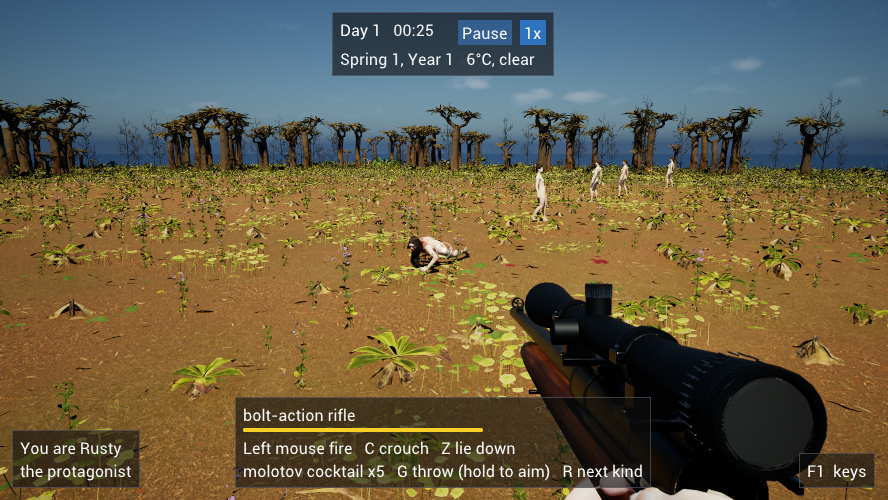 Day 1 00:25 Pause 1x
Spring 1, Year 1 6°C, clear
bolt-action rifle
Left mouse fire C crouch Z lie down
molotov cocktail x5 G throw (hold to aim) R next kind
You are Rusty
the protagonist
F1 keys